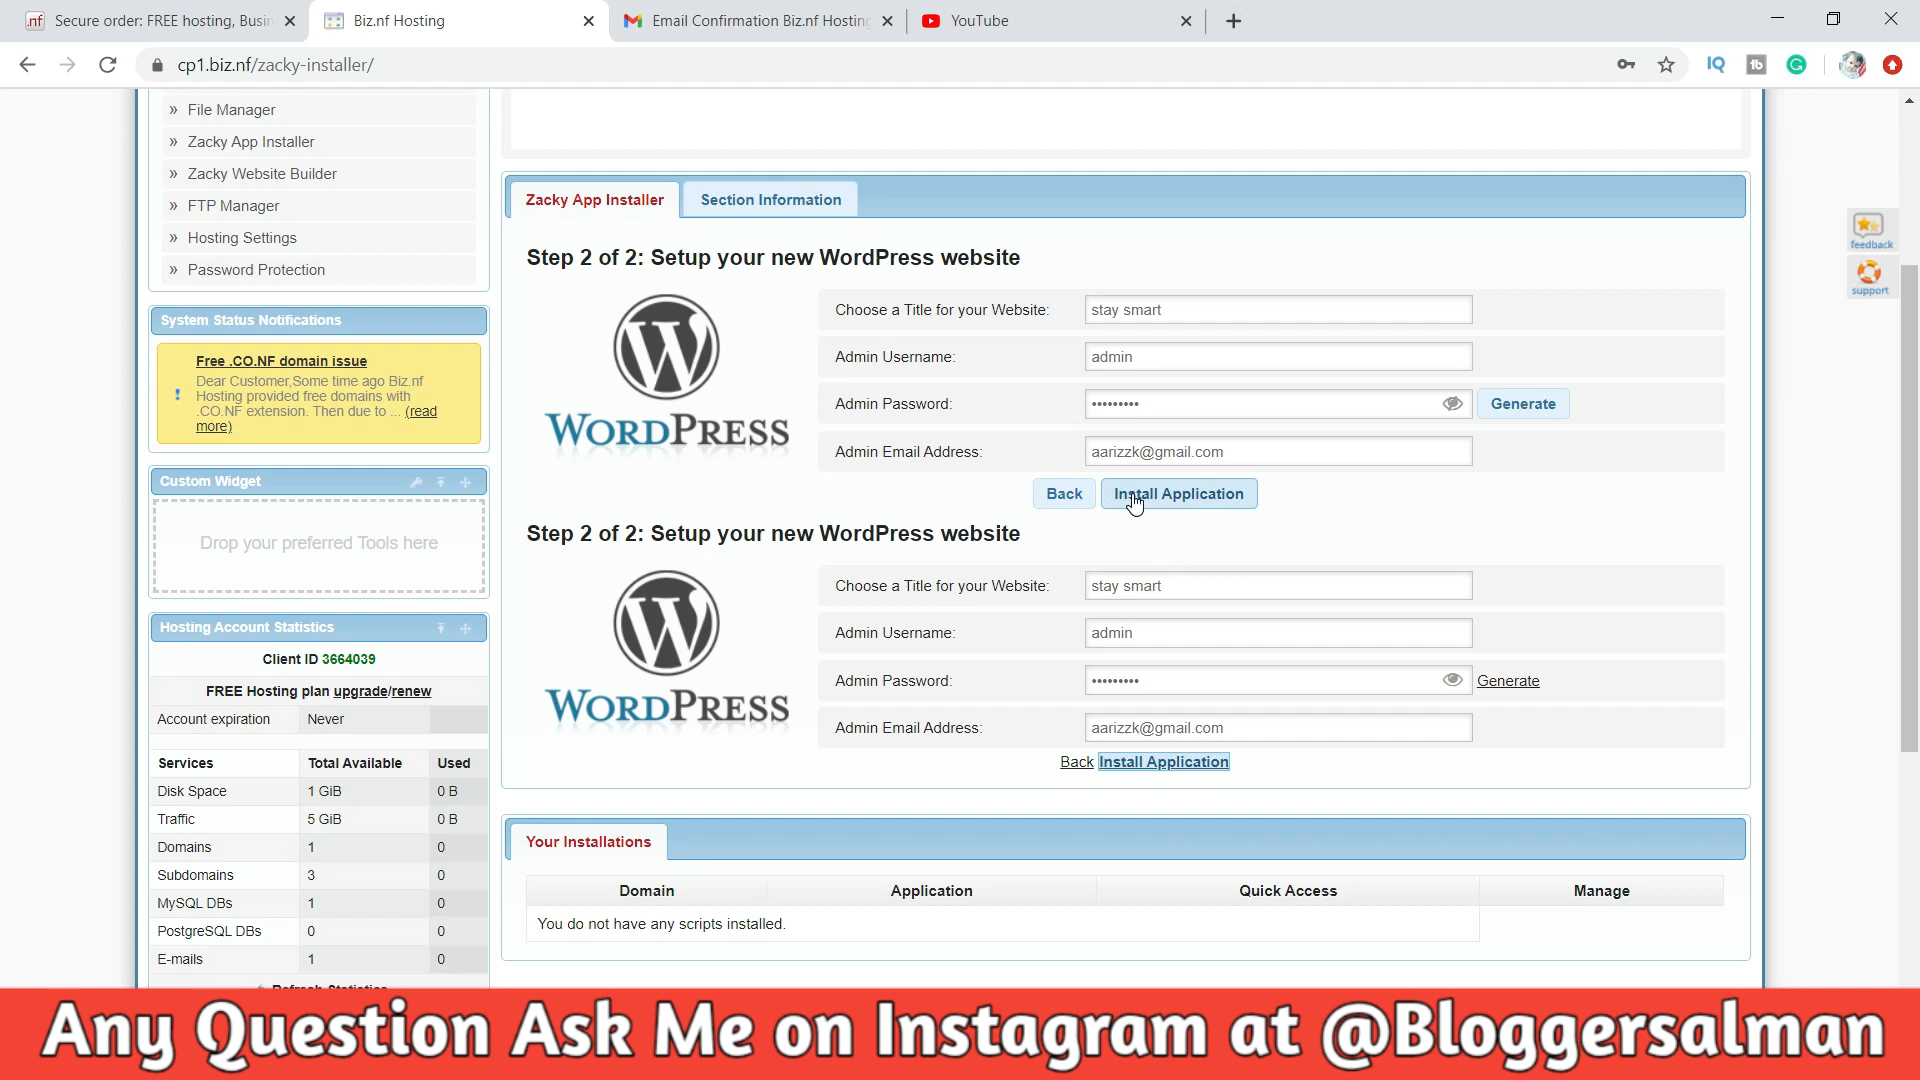 Secure order: FREE hosting, Busin
Biz.nf Hosting
Email Confirmation Biz.nf Hosting
YouTube
cp1.biz.nf/zacky-installer/
» File Manager
» Zacky App Installer
» Zacky Website Builder
» FTP Manager
» Hosting Settings
» Password Protection
System Status Notifications
Free .CO.NF domain issue
Dear Customer,Some time ago Biz.nf
Hosting provided free domains with
.CO.NF extension. Then due to ... (read
more)
Custom Widget
Drop your preferred Tools here
Hosting Account Statistics
Client ID 3664039
FREE Hosting plan upgrade/renew
Account expiration Never
Services Total Available Used
Disk Space 1 GiB 0 B
Traffic 5 GiB 0 B
Domains 1 0
Subdomains 3 0
MySQL DBs 1 0
PostgreSQL DBs 0 0
E-mails 1 0
Refresh Statistics
Zacky App Installer Section Information
Step 2 of 2: Setup your new WordPress website
WORDPRESS
Choose a Title for your Website: stay smart
Admin Username: admin
Admin Password: ••••••••• Generate
Admin Email Address: aarizzk@gmail.com
Back Install Application
Step 2 of 2: Setup your new WordPress website
WORDPRESS
Choose a Title for your Website: stay smart
Admin Username: admin
Admin Password: ••••••••• Generate
Admin Email Address: aarizzk@gmail.com
Back Install Application
Your Installations
Domain Application Quick Access Manage
You do not have any scripts installed.
feedback
support
Any Question Ask Me on Instagram at @Bloggersalman